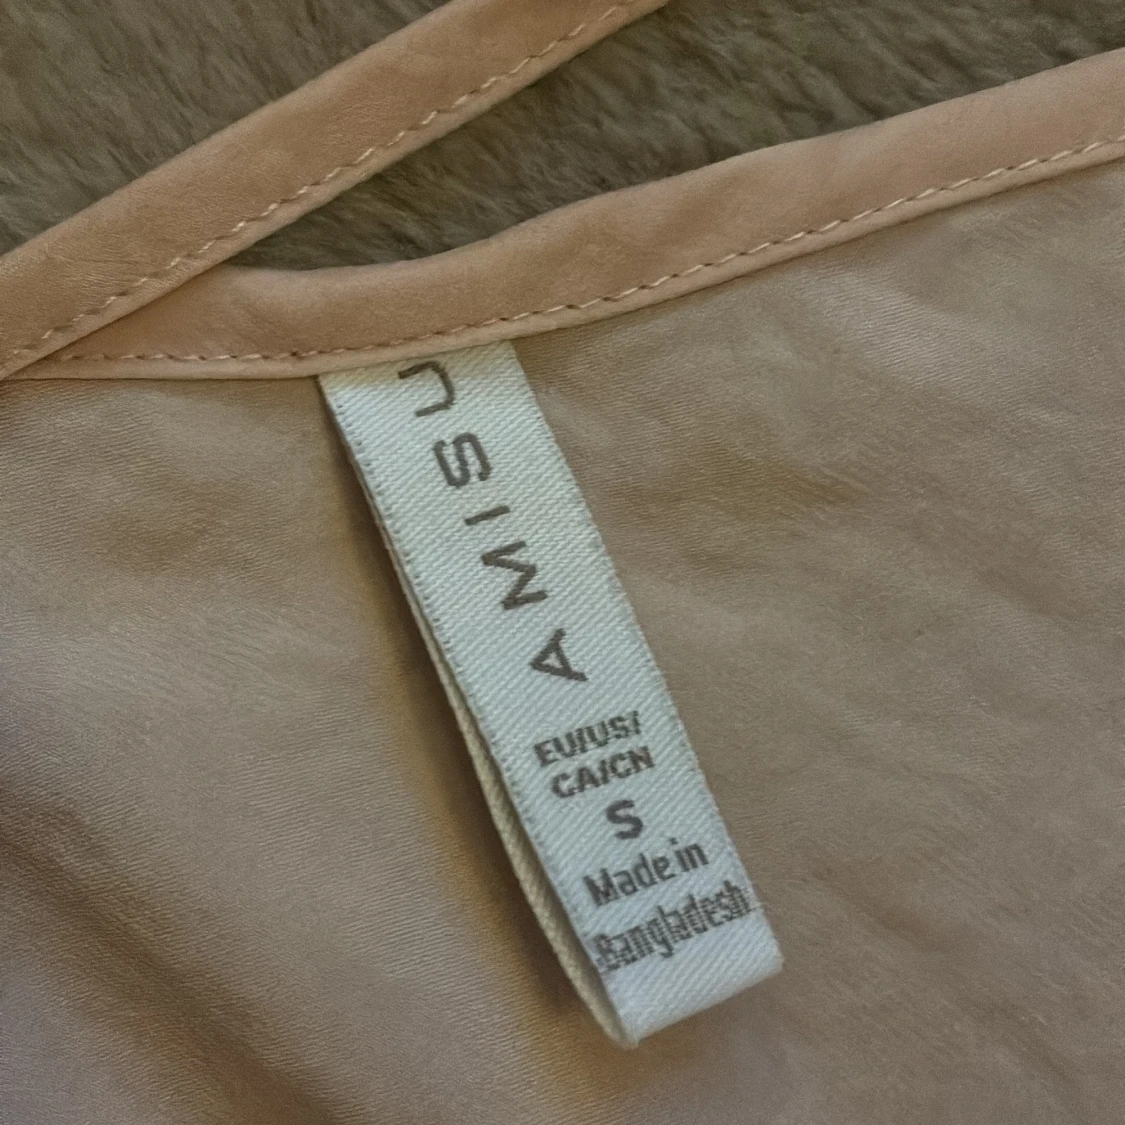 AMISU
EU/US/
CA/CN
S
Made in
Bangladesh